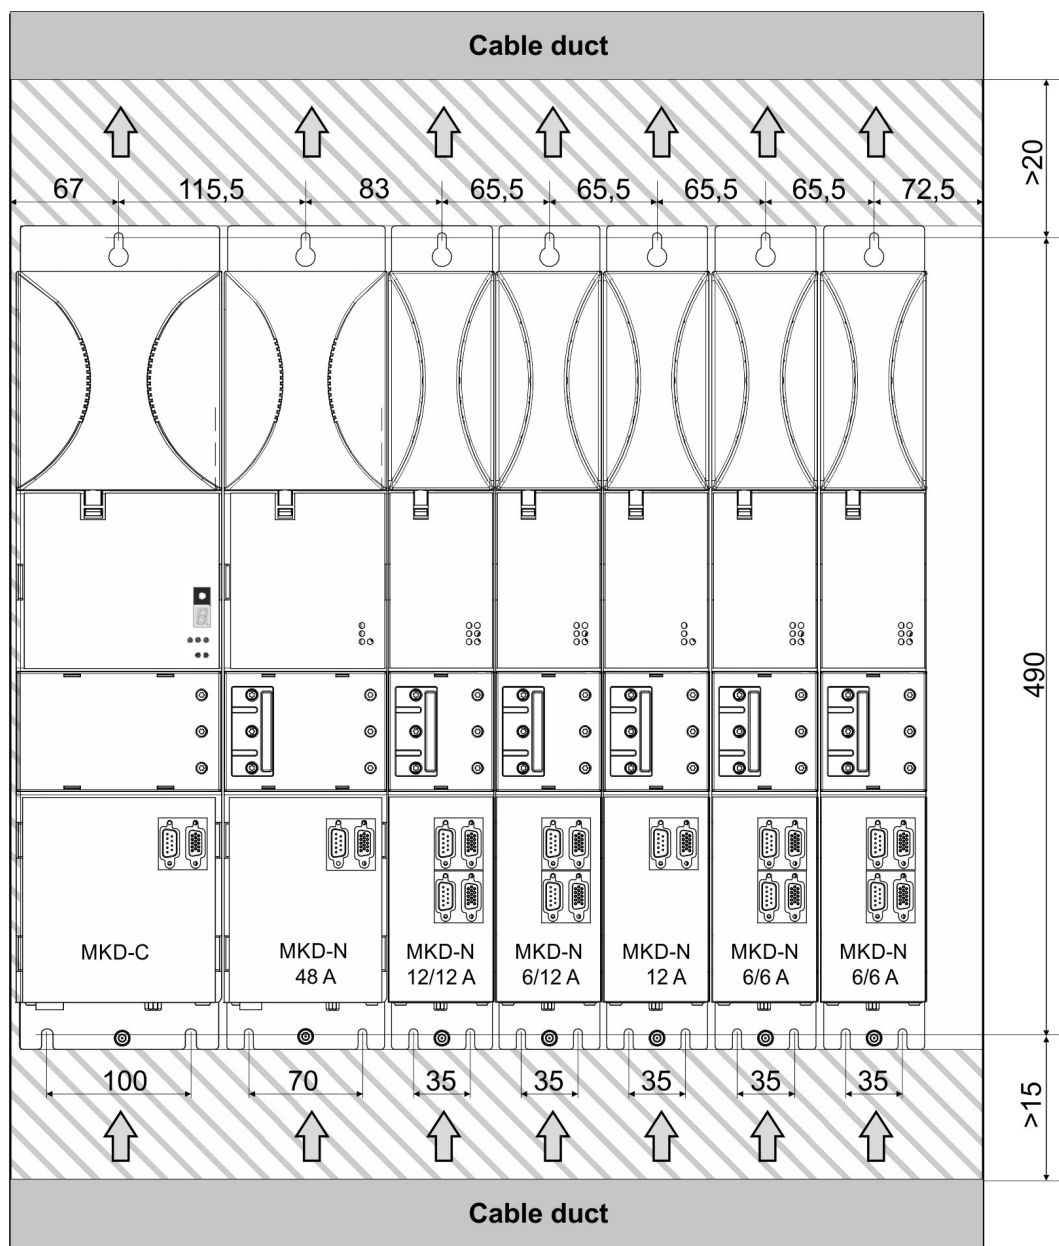 Cable duct
>20
67 115,5 83 65,5 65,5 65,5 65,5 72,5
490
MKD-C
MKD-N
48 A
MKD-N
12/12 A
MKD-N
6/12 A
MKD-N
12 A
MKD-N
6/6 A
MKD-N
6/6 A
100 70 35 35 35 35 35
>15
Cable duct